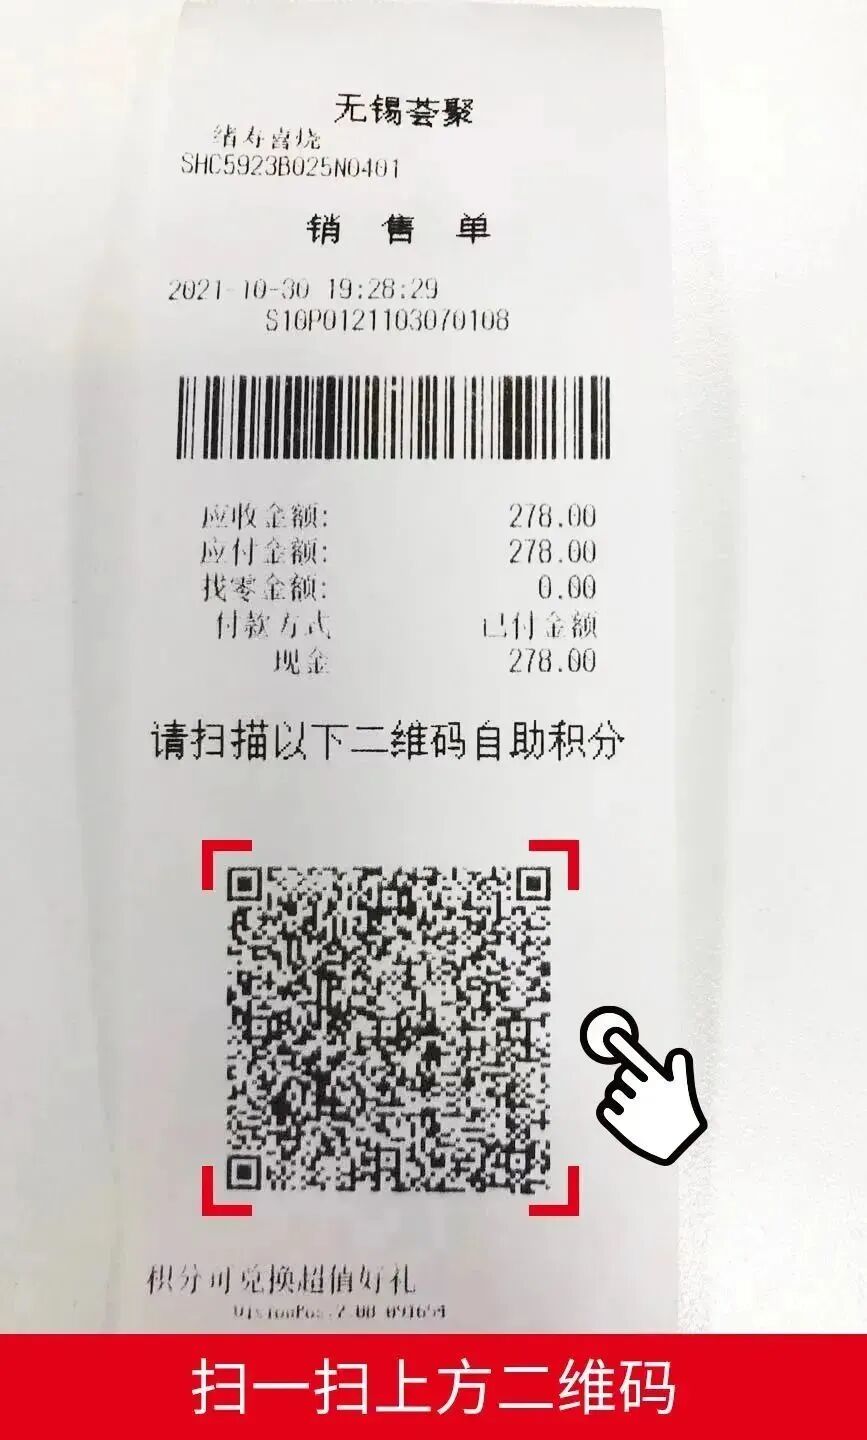 无锡荟聚
绪寿喜烧
SHC5923B025N0401
销 售 单
2021-10-30 19:28:29
S10P0121103070108
应收金额: 278.00
应付金额: 278.00
找零金额: 0.00
付款方式 已付金额
现金 278.00
请扫描以下二维码自助积分
积分可兑换超值好礼
VisionPos.7.00 091654
扫一扫上方二维码